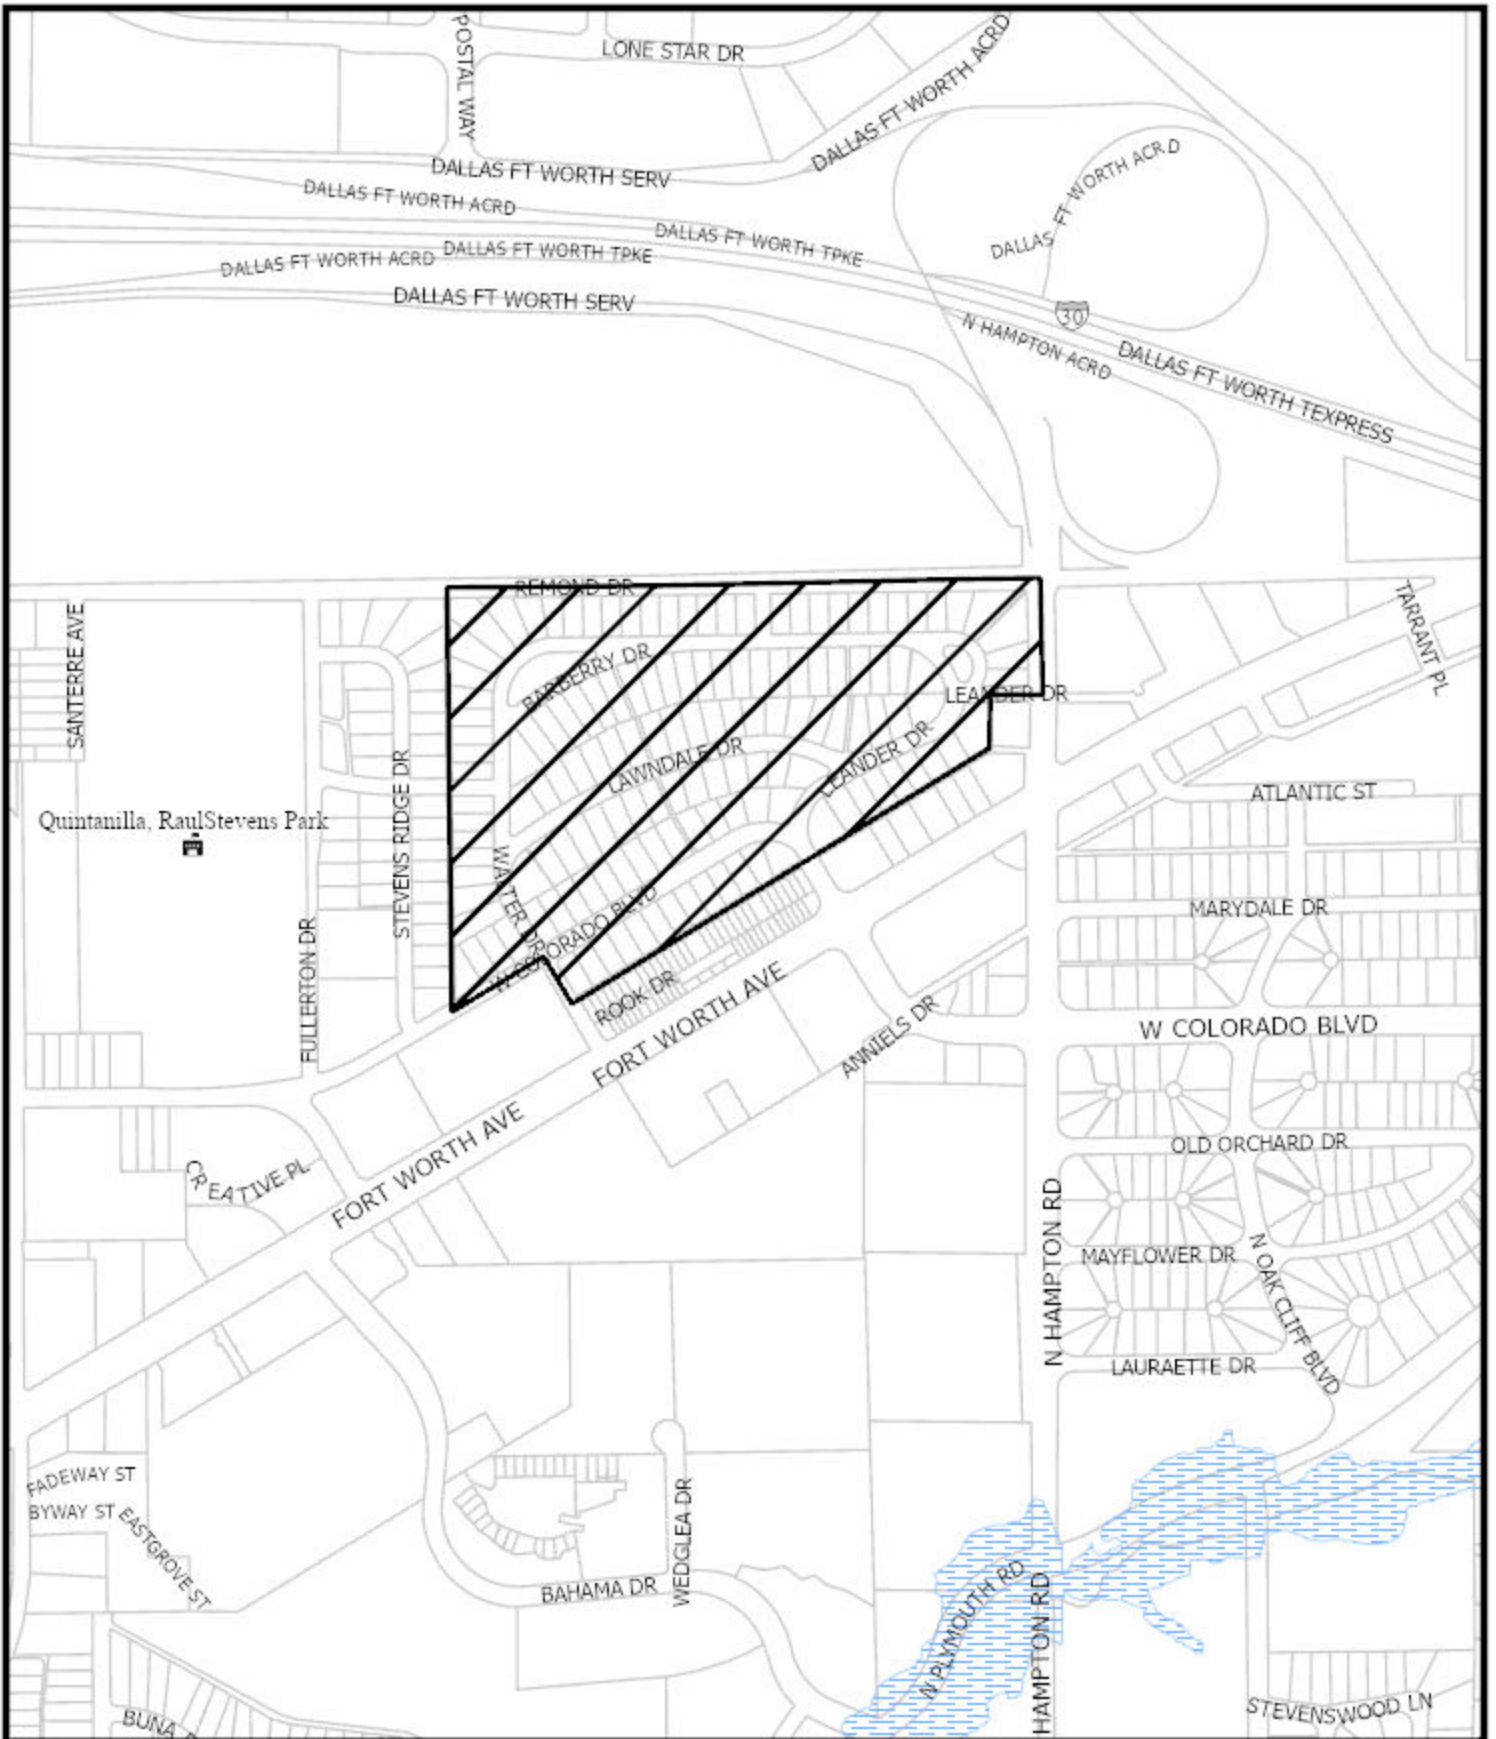 POSTAL WAY
LONE STAR DR
DALLAS FT WORTH ACRD
DALLAS FT WORTH SERV
DALLAS FT WORTH ACRD
DALLAS FT WORTH ACRD
DALLAS FT WORTH TPKE
DALLAS FT WORTH TPKE
DALLAS FT WORTH ACRD
DALLAS FT WORTH SERV
30
N HAMPTON ACRD
DALLAS FT WORTH TEXPRESS
REMOND DR
SANTERRE AVE
TARRANT PL
BARBERRY DR
LEANDER DR
LAWNDALE DR
LEANDER DR
STEVENS RIDGE DR
ATLANTIC ST
Quintanilla, RaulStevens Park
WALTER DR
W COLORADO BLVD
MARYDALE DR
FULLERTON DR
ROOK DR
FORT WORTH AVE
ANNIELS DR
W COLORADO BLVD
FORT WORTH AVE
CREATIVE PL
OLD ORCHARD DR
N HAMPTON RD
MAYFLOWER DR
N OAK CLIFF BLVD
LAURAETTE DR
FADEWAY ST
BYWAY ST
EASTGROVE ST
WEDGLEA DR
BAHAMA DR
N PLYMOUTH RD
HAMPTON RD
STEVENSWOOD LN
BUNA